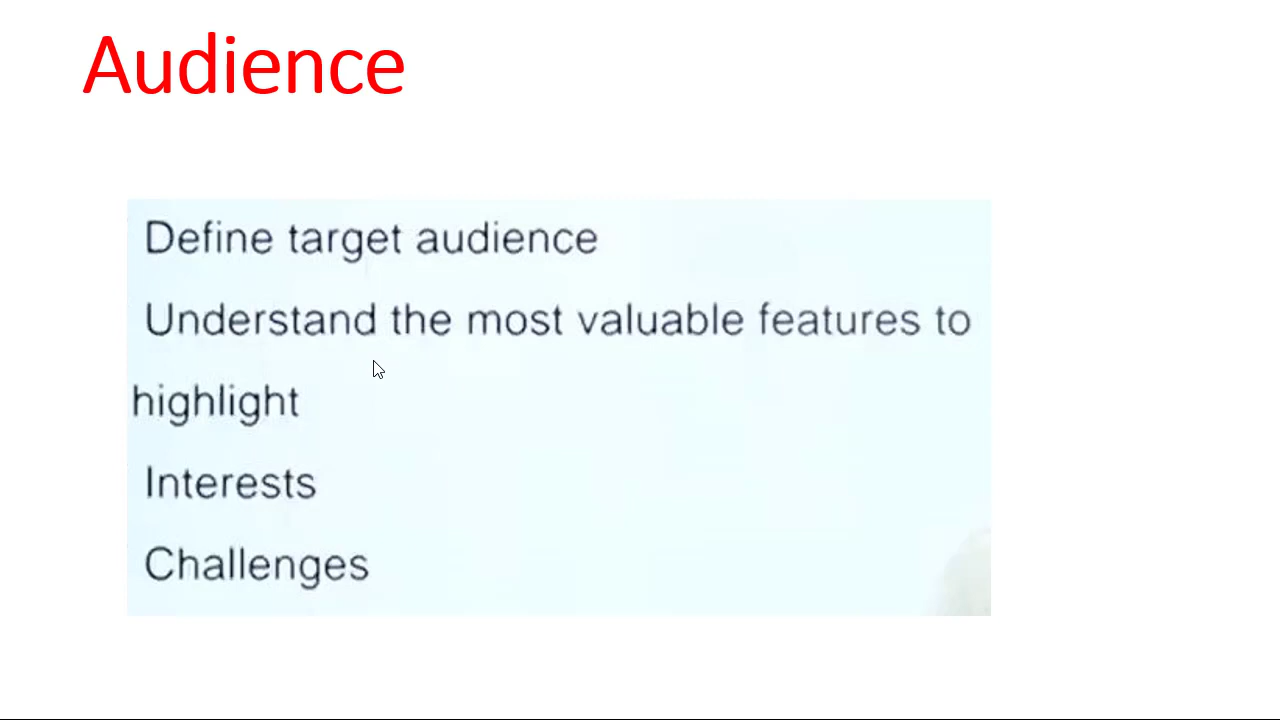 Audience
Define target audience
Understand the most valuable features to
highlight
Interests
Challenges